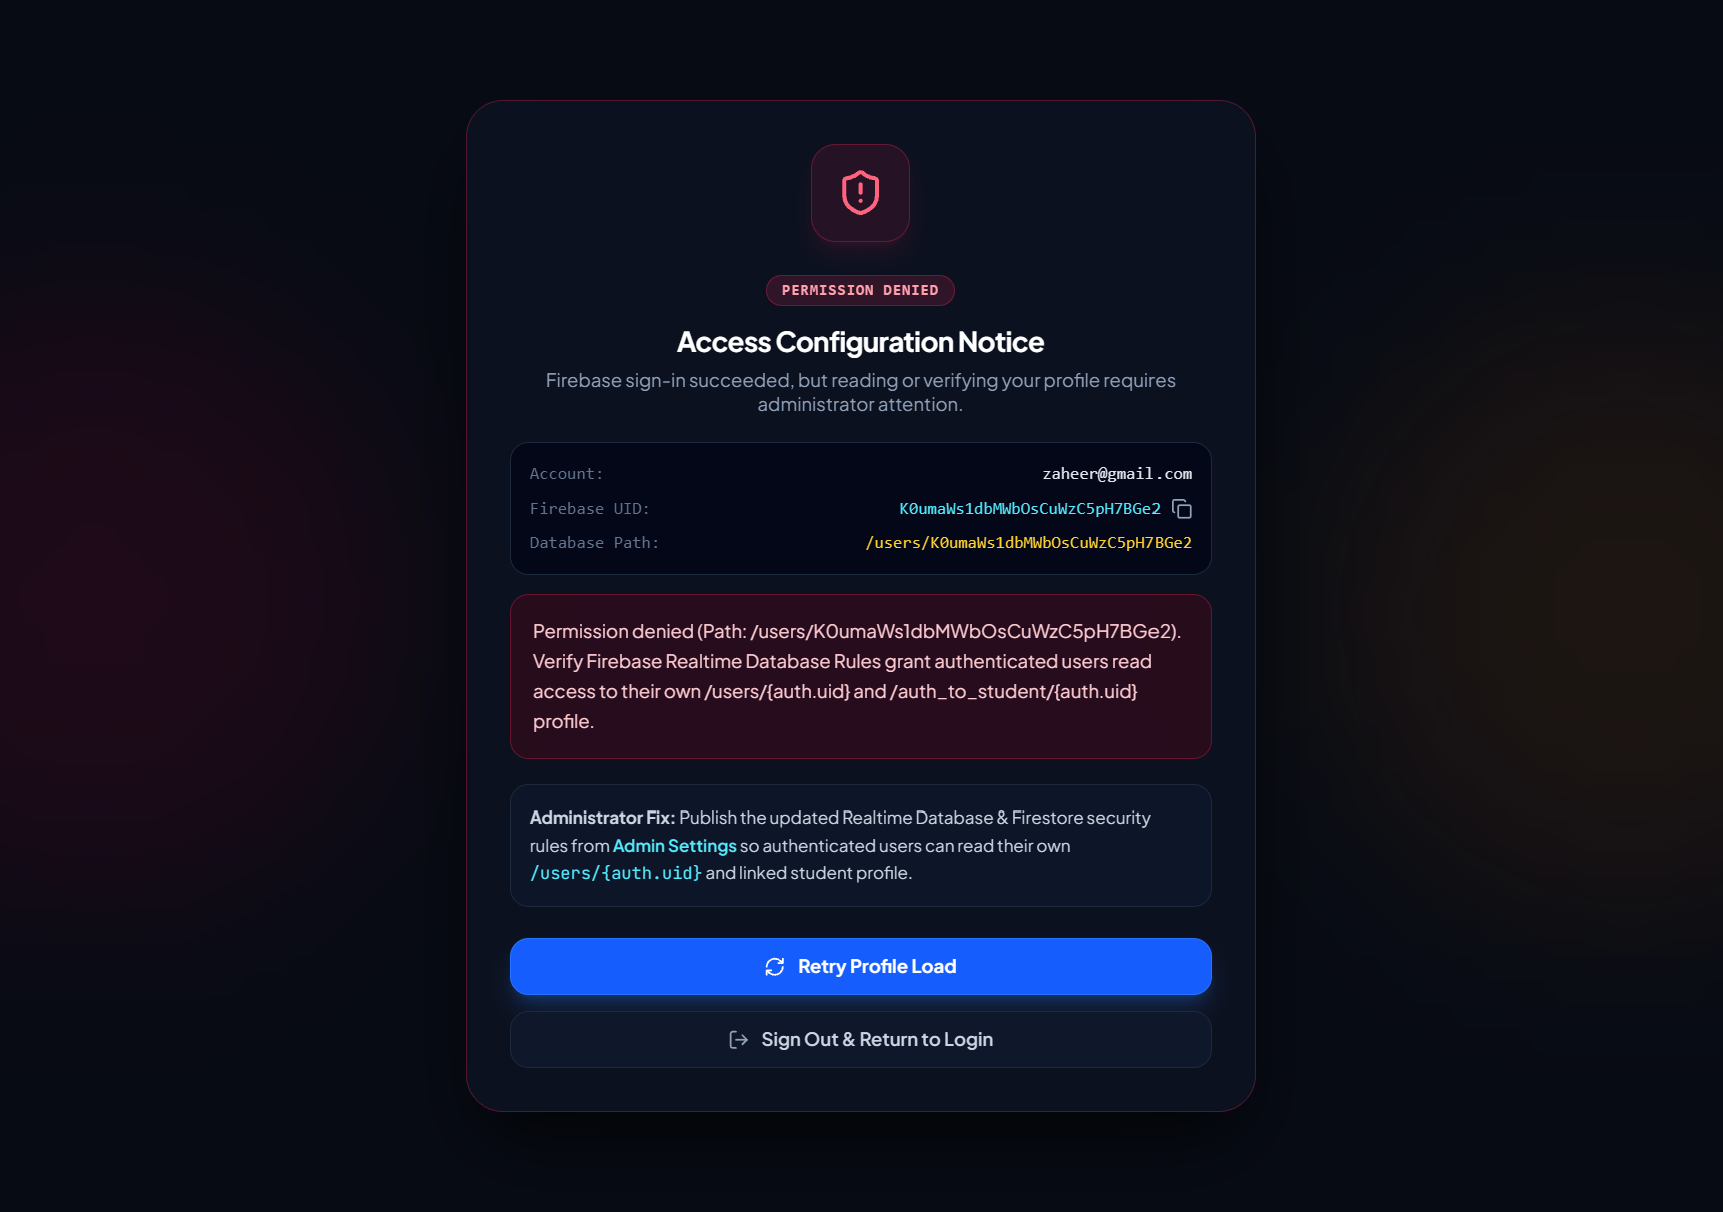 PERMISSION DENIED
Access Configuration Notice
Firebase sign-in succeeded, but reading or verifying your profile requires
administrator attention.
Account: zaheer@gmail.com
Firebase UID: K0umaWs1dbMWbOsCuWzC5pH7BGe2
Database Path: /users/K0umaWs1dbMWbOsCuWzC5pH7BGe2
Permission denied (Path: /users/K0umaWs1dbMWbOsCuWzC5pH7BGe2).
Verify Firebase Realtime Database Rules grant authenticated users read
access to their own /users/{auth.uid} and /auth_to_student/{auth.uid}
profile.
Administrator Fix: Publish the updated Realtime Database & Firestore security
rules from Admin Settings so authenticated users can read their own
/users/{auth.uid} and linked student profile.
Retry Profile Load
Sign Out & Return to Login